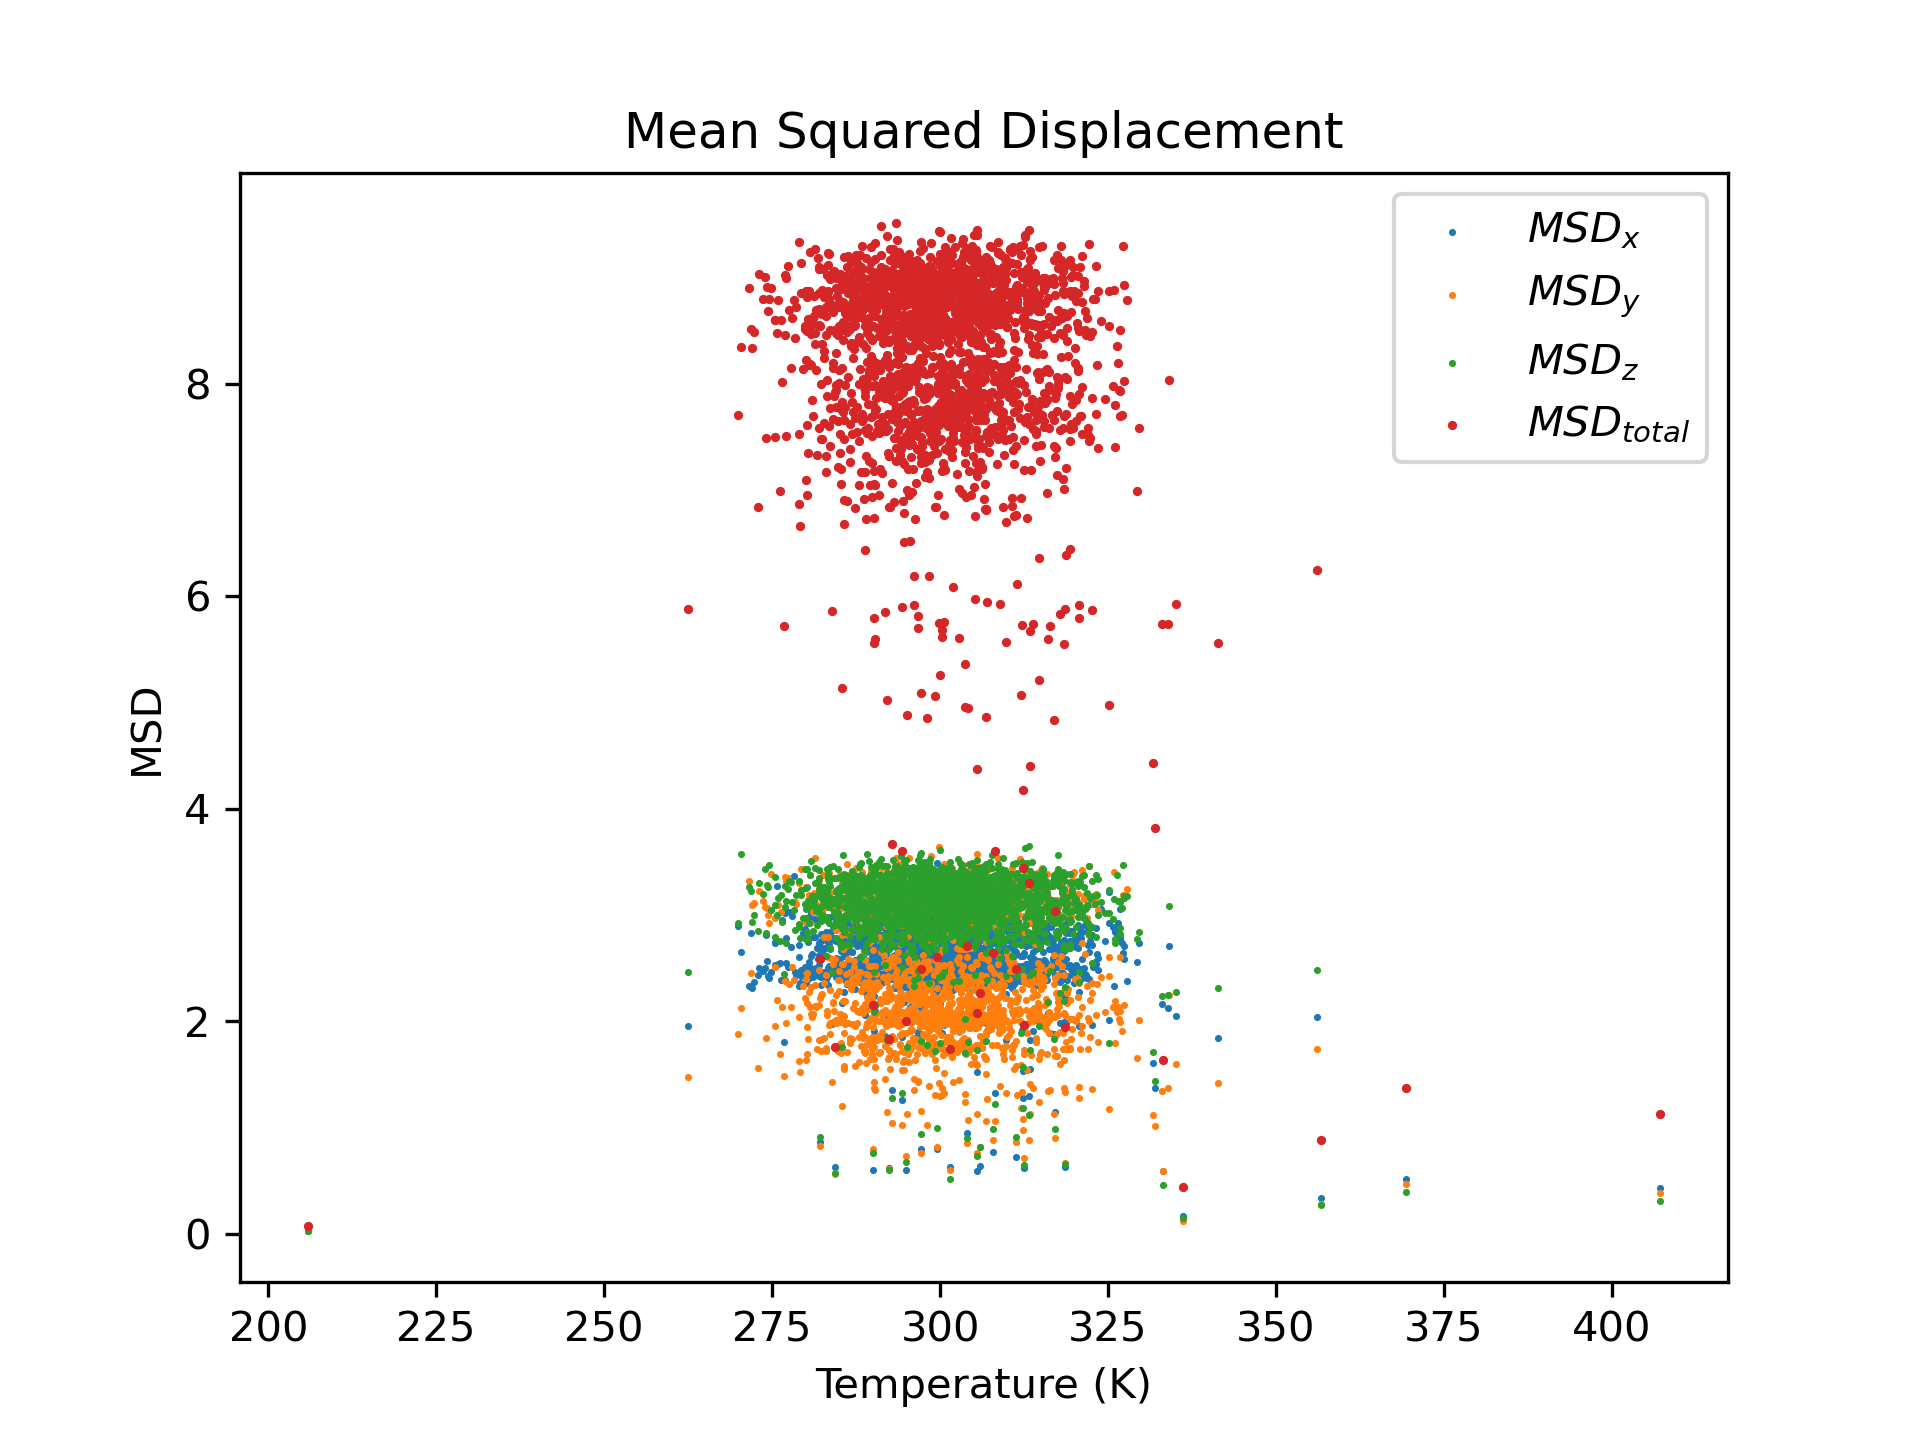 Mean Squared Displacement
MSD_x
MSD_y
MSD_z
MSD_total
MSD
8
6
4
2
0
200 225 250 275 300 325 350 375 400
Temperature (K)